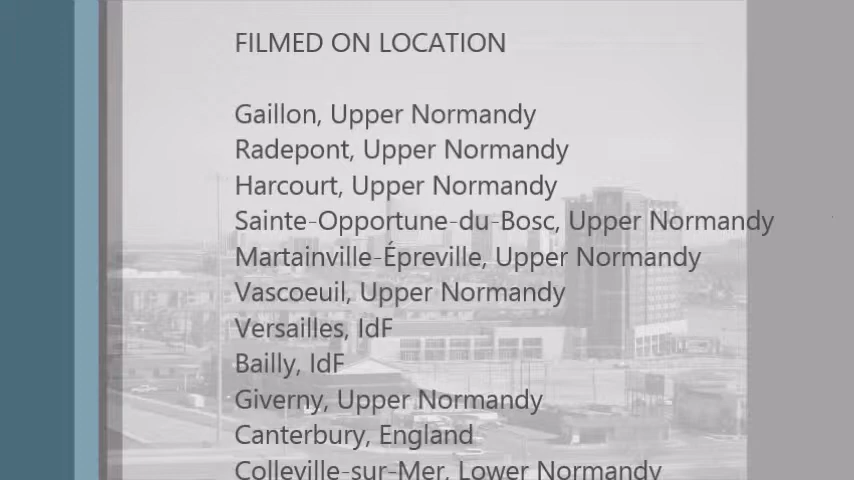 FILMED ON LOCATION
Gaillon, Upper Normandy
Radepont, Upper Normandy
Harcourt, Upper Normandy
Sainte-Opportune-du-Bosc, Upper Normandy
Martainville-Épreville, Upper Normandy
Vascoeuil, Upper Normandy
Versailles, IdF
Bailly, IdF
Giverny, Upper Normandy
Canterbury, England
Colleville-sur-Mer, Lower Normandy